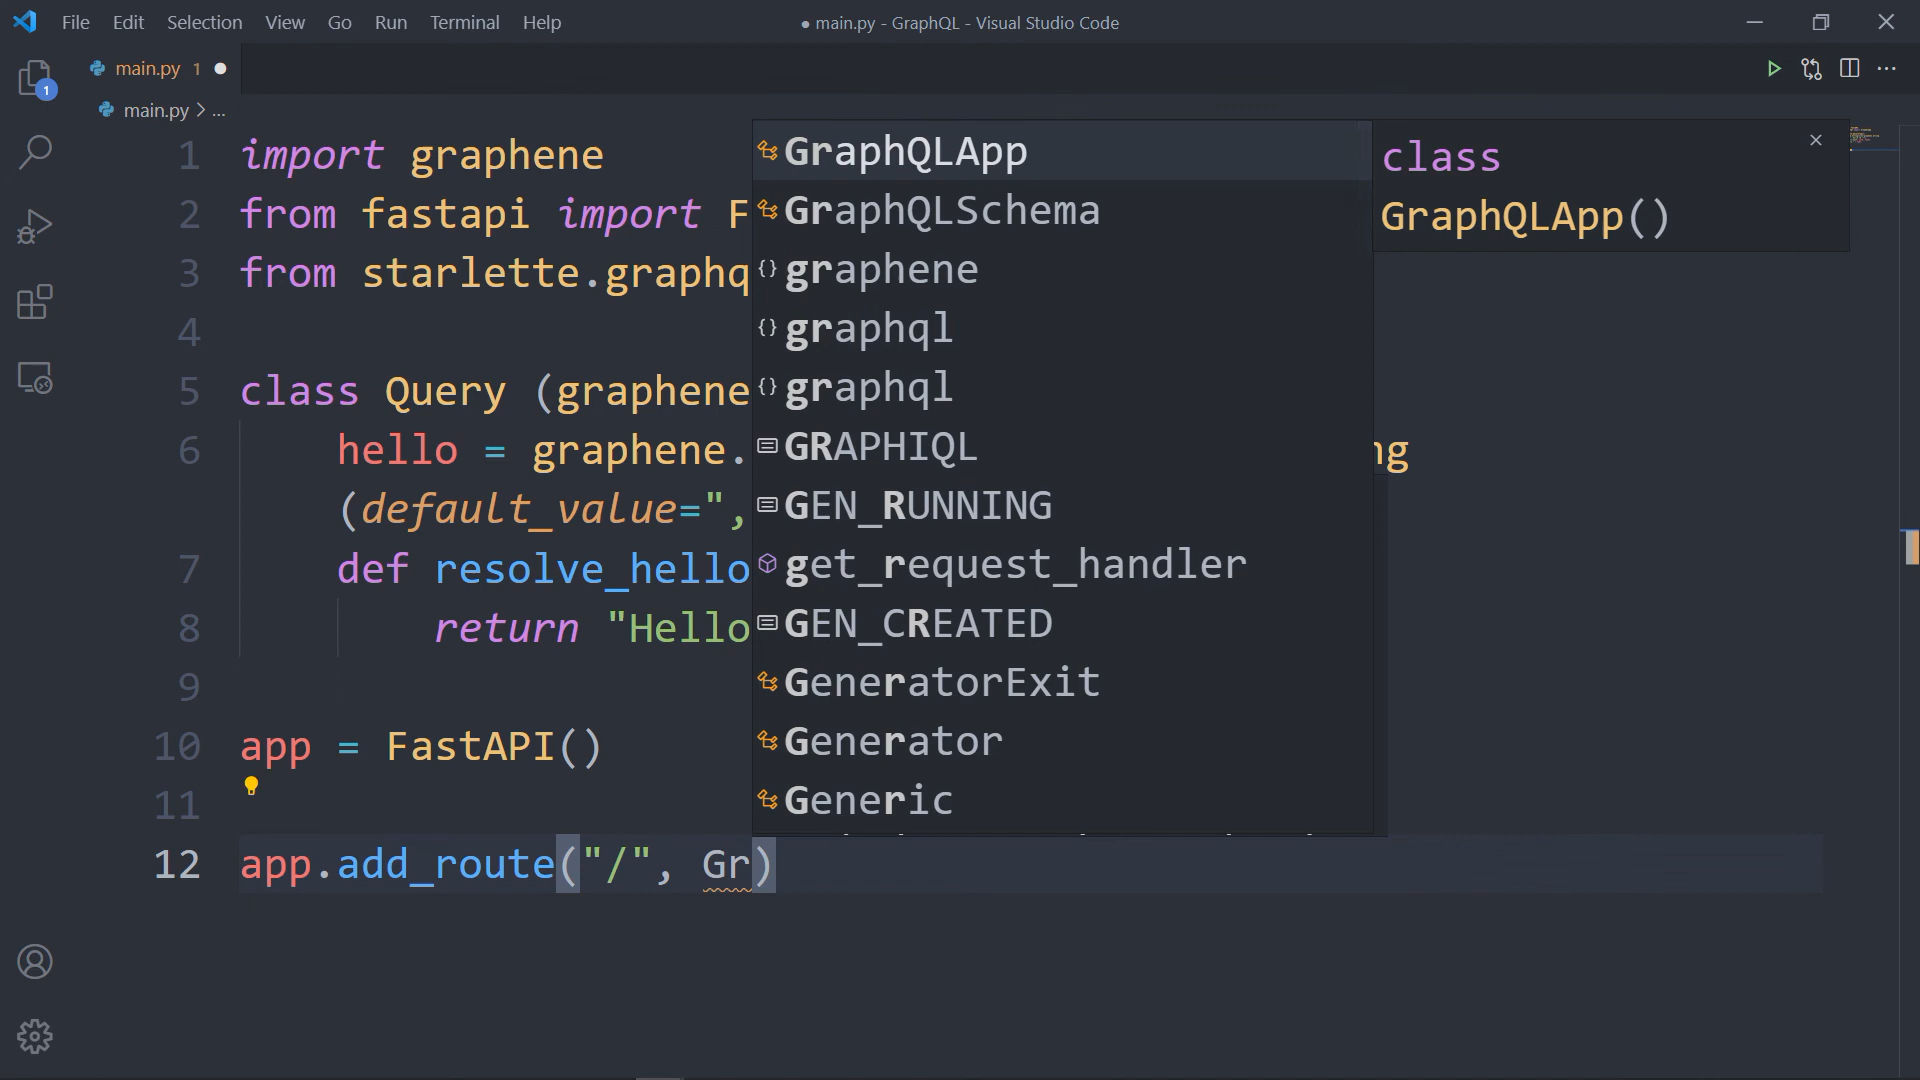 File Edit Selection View Go Run Terminal Help
● main.py - GraphQL - Visual Studio Code
main.py 1
main.py > ...
1
1 import graphene
2 from fastapi import F
3 from starlette.graphq
4
5 class Query (graphene
6 hello = graphene. ng
(default_value=",
7 def resolve_hello
8 return "Hello
9
10 app = FastAPI()
11
12 app.add_route("/", Gr)
GraphQLApp
GraphQLSchema
graphene
graphql
graphql
GRAPHIQL
GEN_RUNNING
get_request_handler
GEN_CREATED
GeneratorExit
Generator
Generic
class
GraphQLApp()